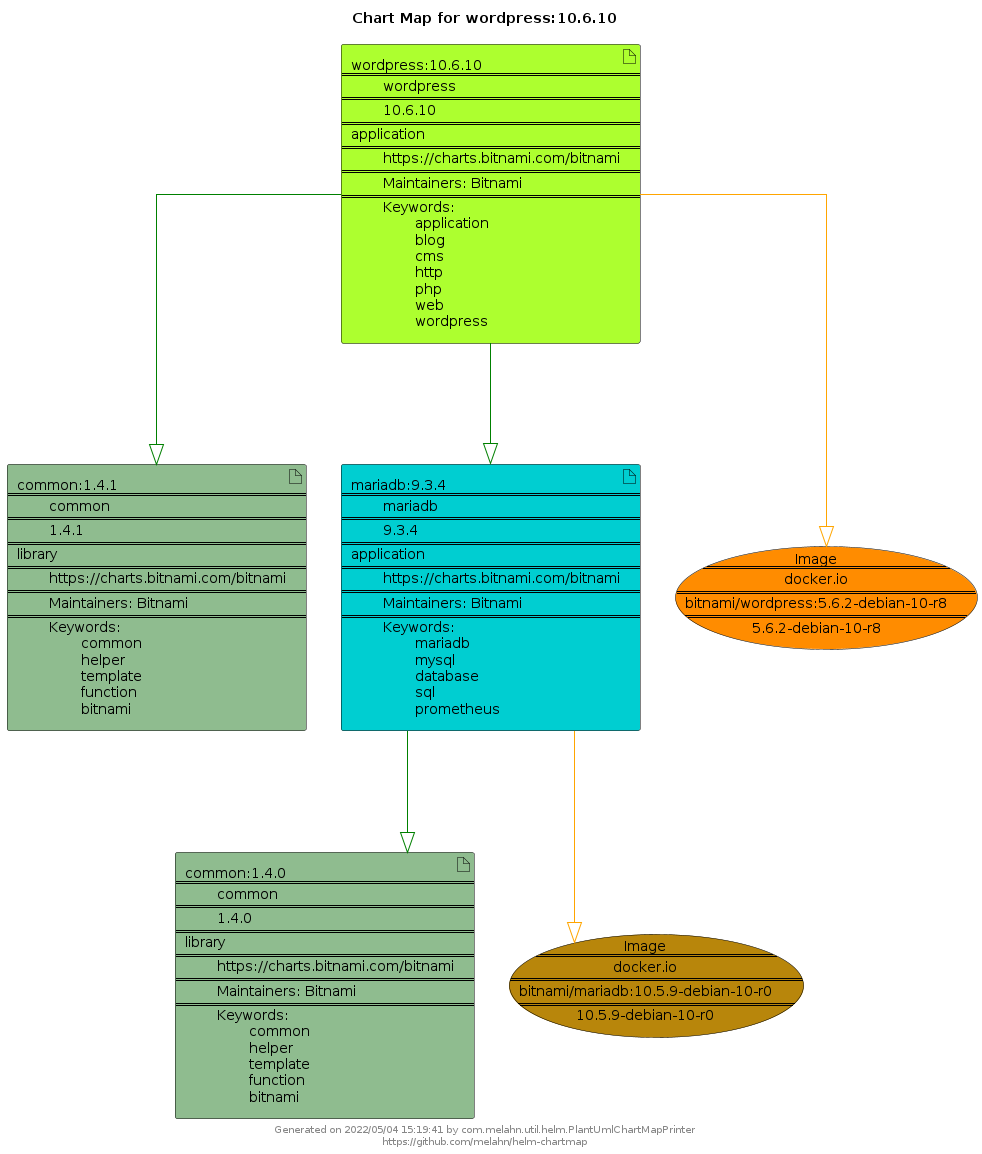 Chart Map for wordpress:10.6.10
wordpress:10.6.10
wordpress
10.6.10
application
https://charts.bitnami.com/bitnami
Maintainers: Bitnami
Keywords:
application
blog
cms
http
php
web
wordpress
common:1.4.1
common
1.4.1
library
https://charts.bitnami.com/bitnami
Maintainers: Bitnami
Keywords:
common
helper
template
function
bitnami
mariadb:9.3.4
mariadb
9.3.4
application
https://charts.bitnami.com/bitnami
Maintainers: Bitnami
Keywords:
mariadb
mysql
database
sql
prometheus
Image
docker.io
bitnami/wordpress:5.6.2-debian-10-r8
5.6.2-debian-10-r8
common:1.4.0
common
1.4.0
library
https://charts.bitnami.com/bitnami
Maintainers: Bitnami
Keywords:
common
helper
template
function
bitnami
Image
docker.io
bitnami/mariadb:10.5.9-debian-10-r0
10.5.9-debian-10-r0
Generated on 2022/05/04 15:19:41 by com.melahn.util.helm.PlantUmlChartMapPrinter
https://github.com/melahn/helm-chartmap